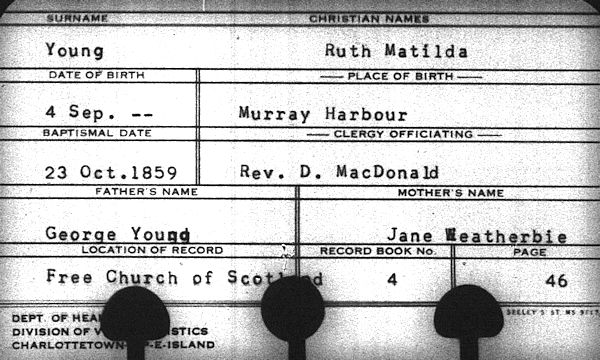 SURNAME CHRISTIAN NAMES
Young Ruth Matilda
DATE OF BIRTH PLACE OF BIRTH
4 Sep. -- Murray Harbour
BAPTISMAL DATE CLERGY OFFICIATING
23 Oct.1859 Rev. D. MacDonald
FATHER'S NAME MOTHER'S NAME
George Young Jane Weatherbie
LOCATION OF RECORD RECORD BOOK No. PAGE
Free Church of Scotland 4 46
DEPT. OF
DIVISION OF
CHARLOTTETOWN P-E-ISLAND